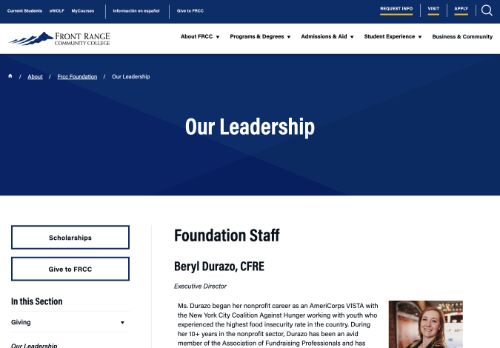 Current Students eWOLF MyCourses Información en español Give to FRCC REQUEST INFO VISIT APPLY
FRONT RANGE
COMMUNITY COLLEGE
About FRCC Programs & Degrees Admissions & Aid Student Experience Business & Community
/ About / Frcc Foundation / Our Leadership
Our Leadership
Scholarships
Give to FRCC
In this Section
Giving
Our Leadership
Foundation Staff
Beryl Durazo, CFRE
Executive Director
Ms. Durazo began her nonprofit career as an AmeriCorps VISTA with
the New York City Coalition Against Hunger working with youth who
experienced the highest food insecurity rate in the country. During
her 10+ years in the nonprofit sector, Durazo has been an avid
member of the Association of Fundraising Professionals and has